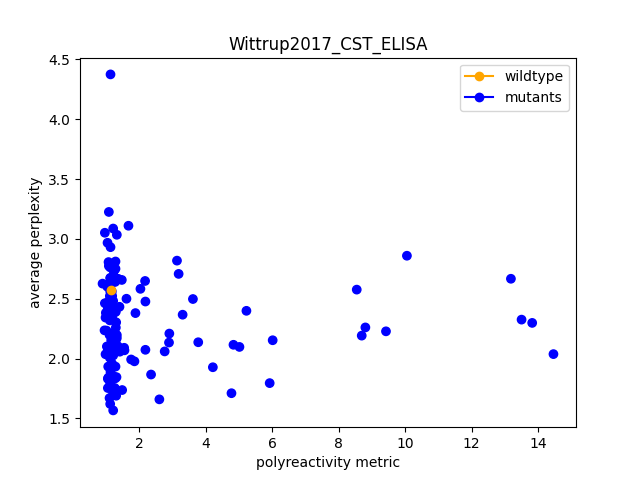 Wittrup2017_CST_ELISA
wildtype
mutants
average perplexity
4.5
4.0
3.5
3.0
2.5
2.0
1.5
2 4 6 8 10 12 14
polyreactivity metric